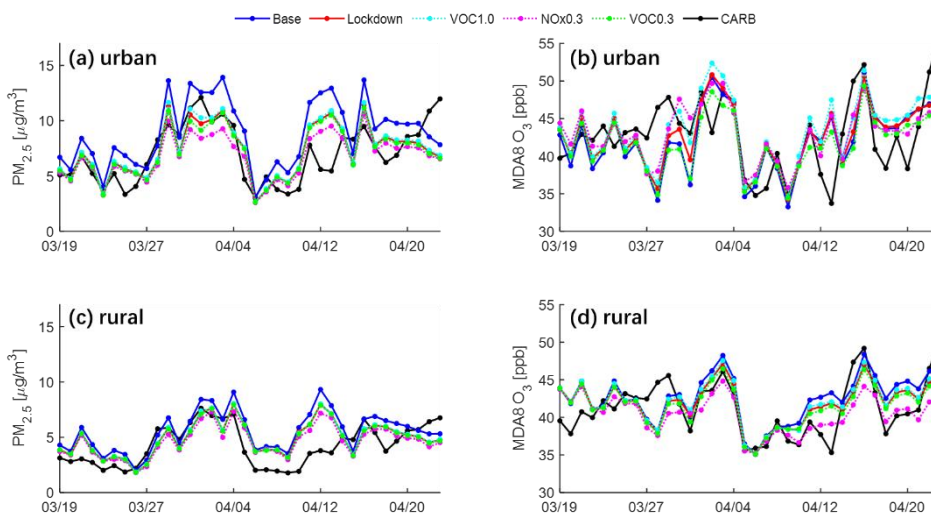 Base Lockdown VOC1.0 NOx0.3 VOC0.3 CARB
(a) urban
PM2.5 [μg/m³]
15
10
5
0
03/19 03/27 04/04 04/12 04/20
(b) urban
MDA8 O3 [ppb]
55
50
45
40
35
30
03/19 03/27 04/04 04/12 04/20
(c) rural
PM2.5 [μg/m³]
15
10
5
0
03/19 03/27 04/04 04/12 04/20
(d) rural
MDA8 O3 [ppb]
55
50
45
40
35
30
03/19 03/27 04/04 04/12 04/20